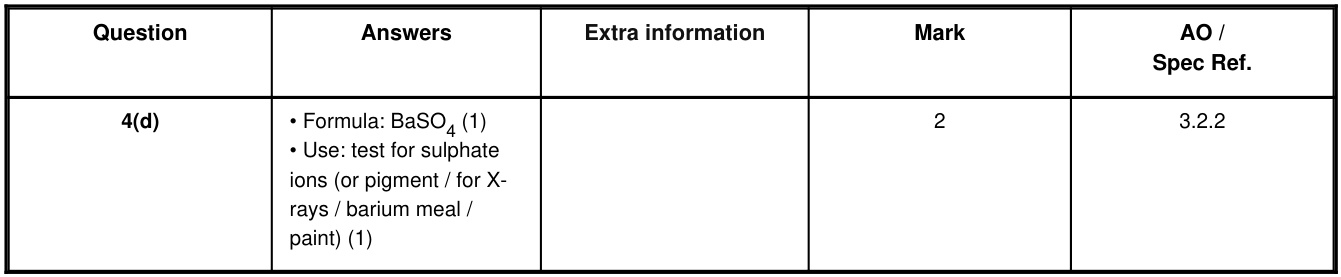 Question Answers Extra information Mark AO /
Spec Ref.
4(d) • Formula: BaSO4 (1) 2 3.2.2
• Use: test for sulphate
ions (or pigment / for X-
rays / barium meal /
paint) (1)